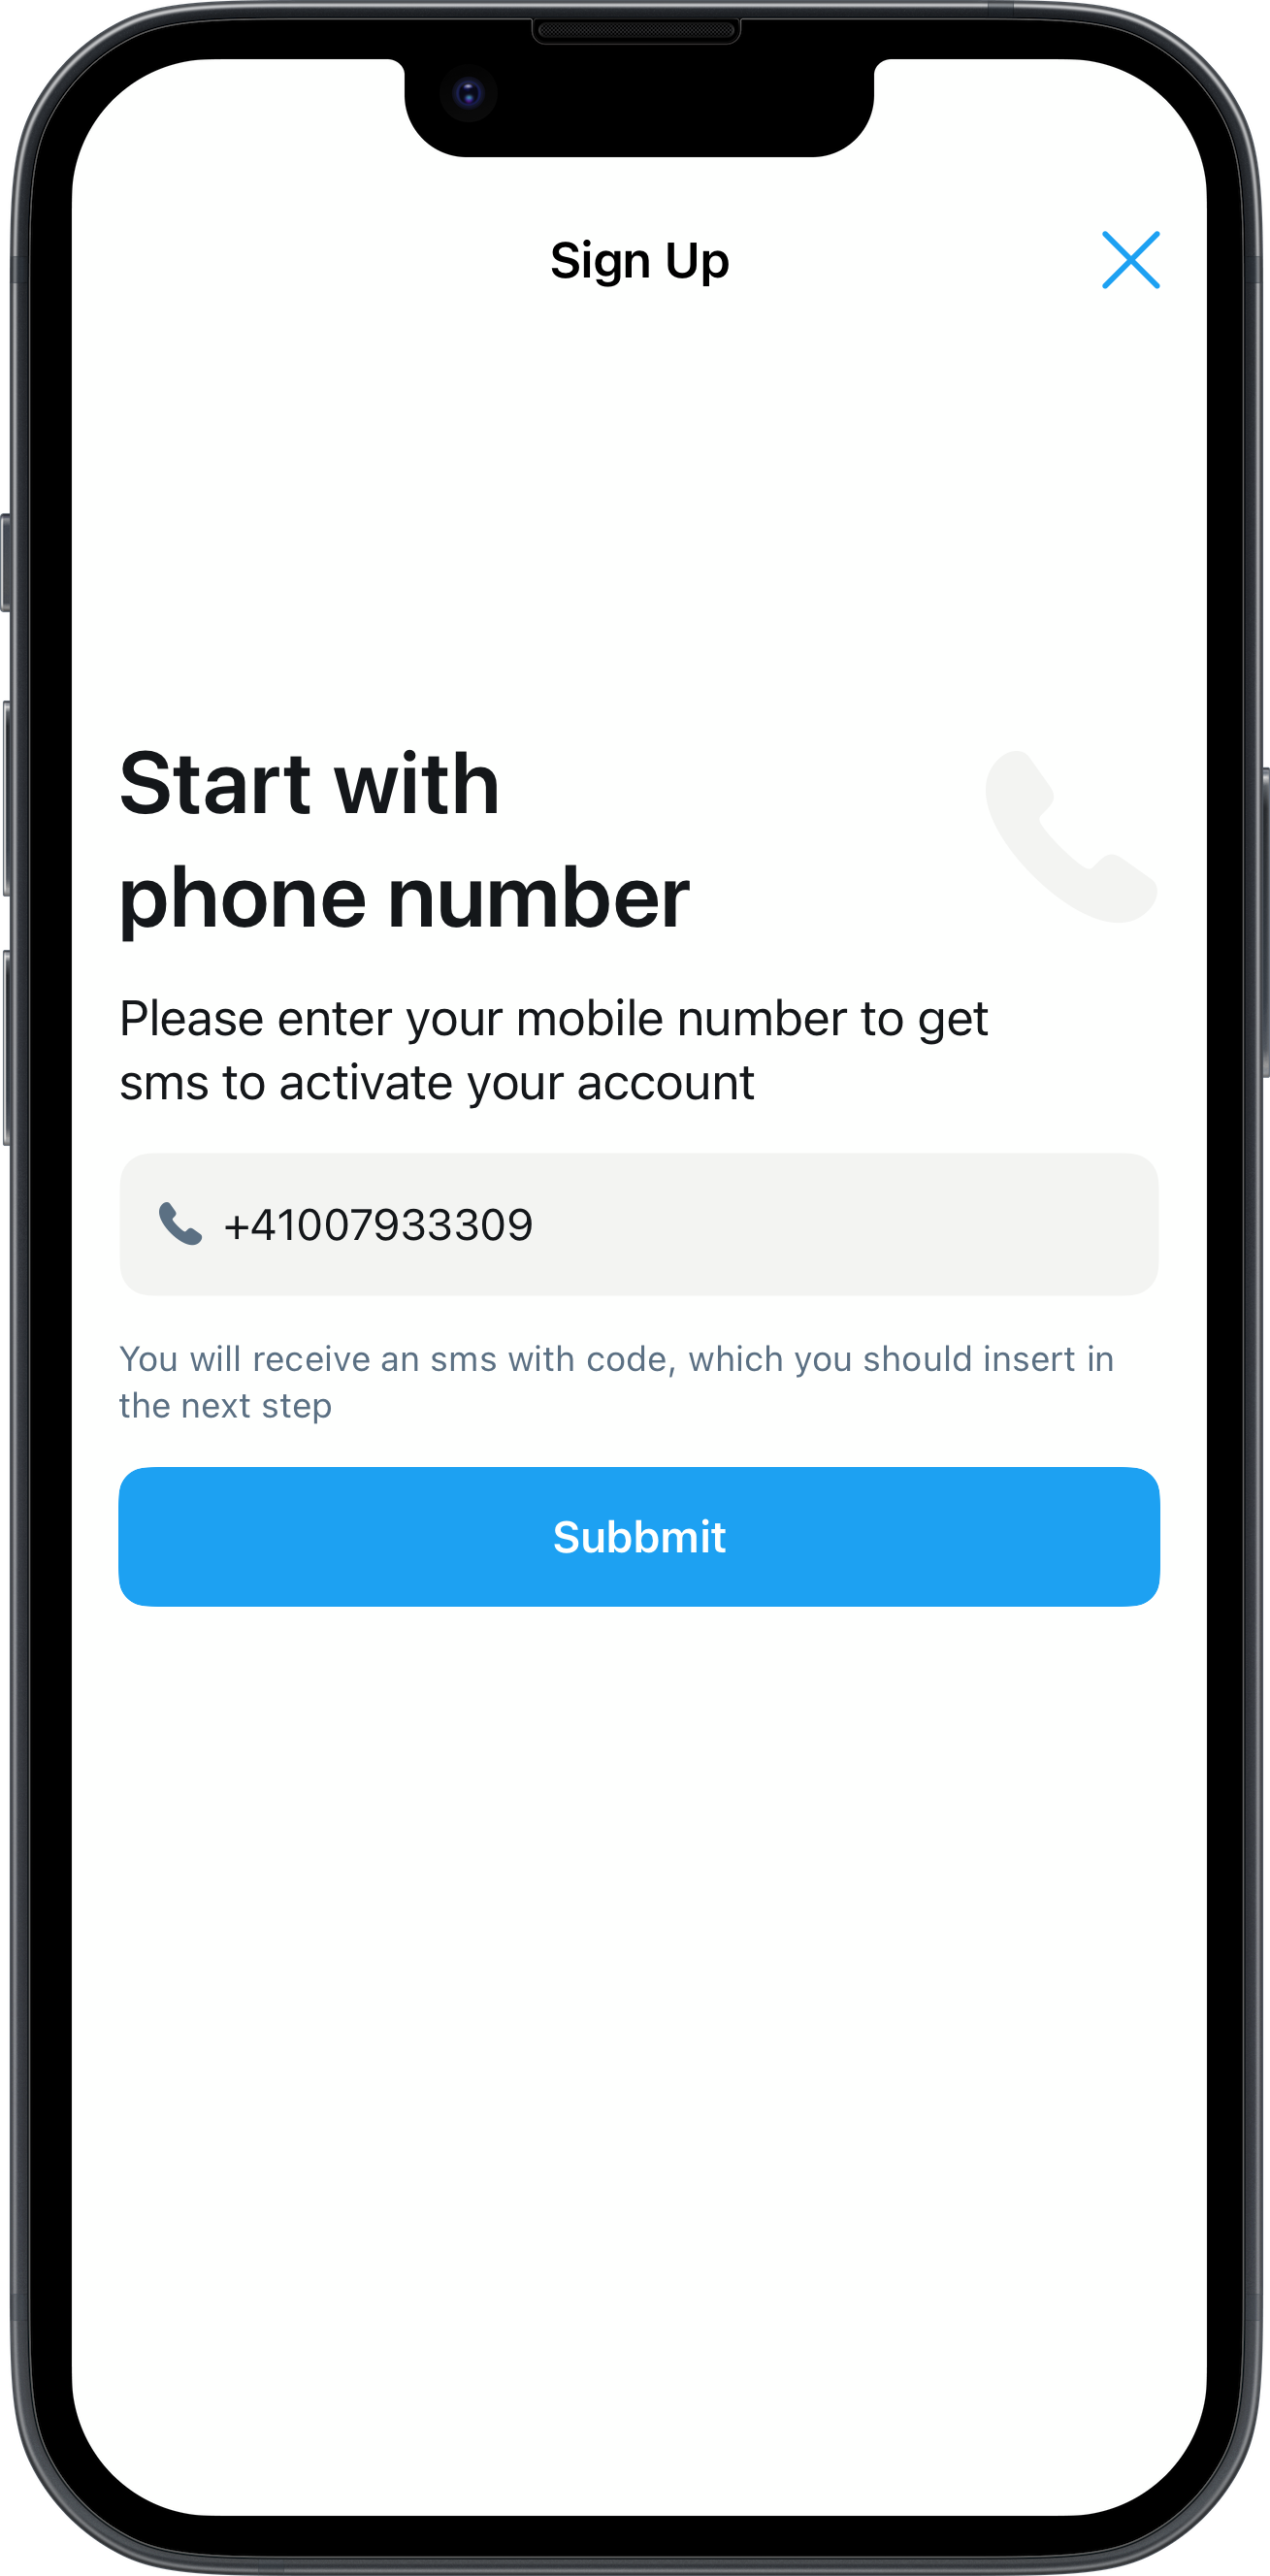 Sign Up
Start with
phone number
Please enter your mobile number to get
sms to activate your account
+41007933309
You will receive an sms with code, which you should insert in
the next step
Subbmit